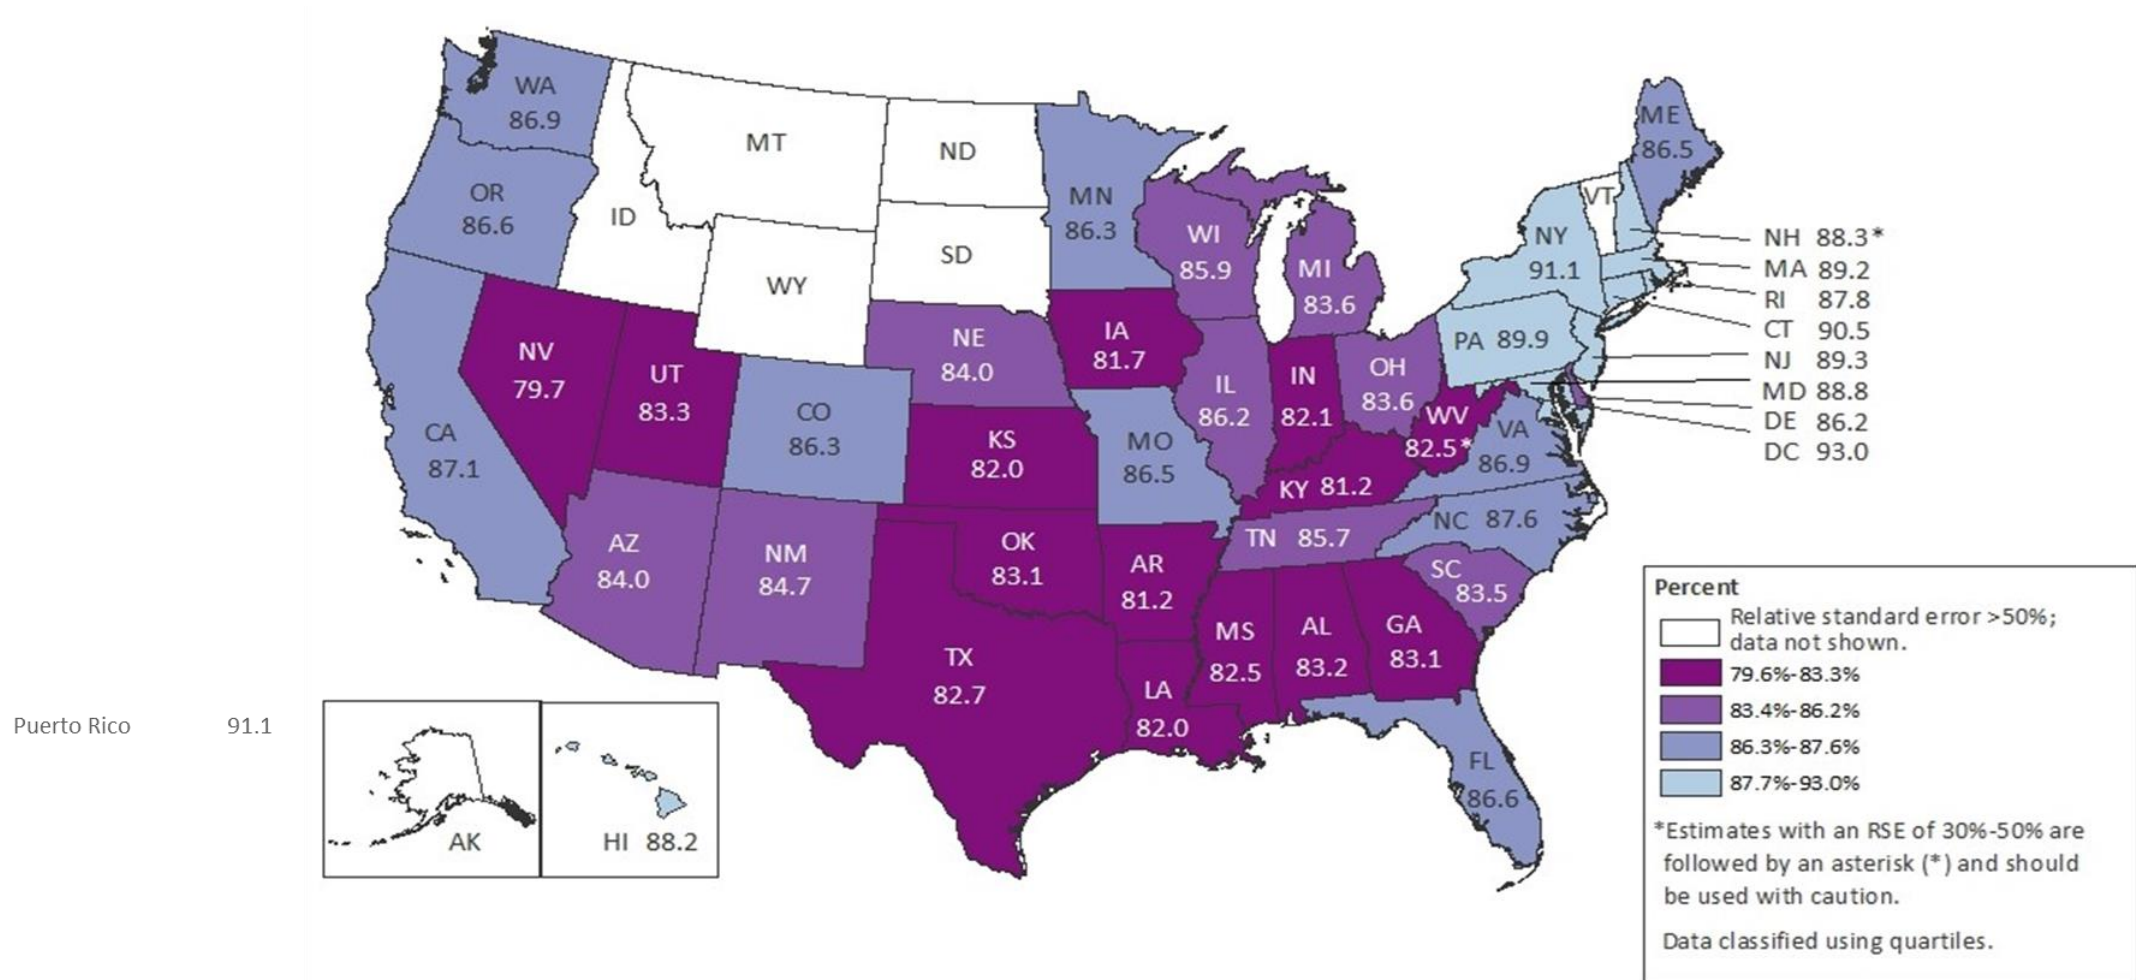 WA
86.9
MT
ND
MN
86.3
ME
86.5
OR
86.6
ID
SD
WI
85.9
MI
83.6
VT
NY
91.1
NH 88.3*
MA 89.2
RI 87.8
CT 90.5
NJ 89.3
MD 88.8
DE 86.2
DC 93.0
WY
NV
79.7
UT
83.3
NE
84.0
IA
81.7
IL
86.2
IN
82.1
OH
83.6
PA 89.9
WV
82.5*
VA
86.9
CA
87.1
CO
86.3
KS
82.0
MO
86.5
KY 81.2
NC 87.6
TN 85.7
SC
83.5
AZ
84.0
NM
84.7
OK
83.1
AR
81.2
MS
82.5
AL
83.2
GA
83.1
TX
82.7
LA
82.0
FL
86.6
Puerto Rico 91.1
AK
HI 88.2
Percent
Relative standard error >50%;
data not shown.
79.6%-83.3%
83.4%-86.2%
86.3%-87.6%
87.7%-93.0%
*Estimates with an RSE of 30%-50% are
followed by an asterisk (*) and should
be used with caution.
Data classified using quartiles.